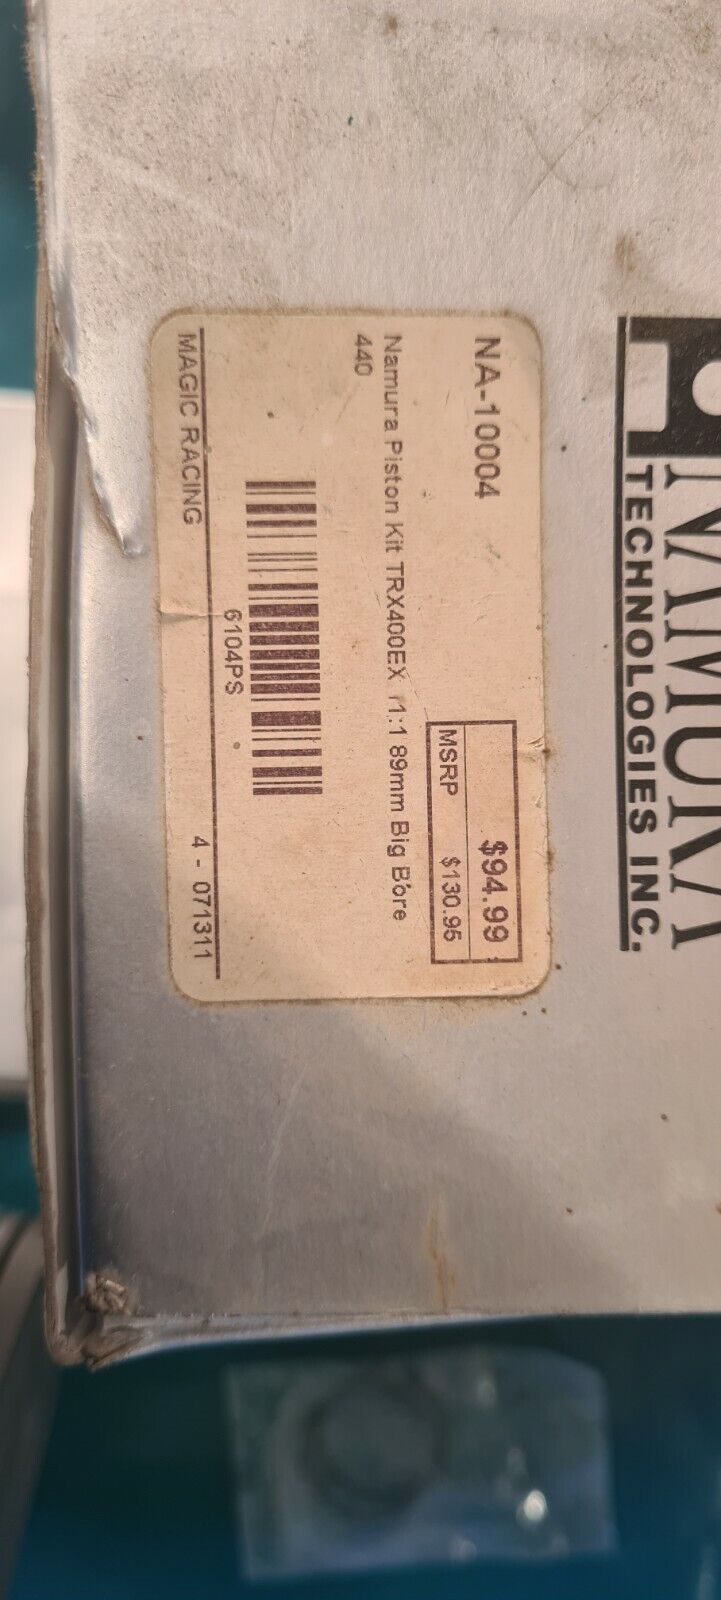 NAMURA
TECHNOLOGIES INC.
NA-10004
$94.99
MSRP $130.95
Namura Piston Kit TRX400EX 11:1 89mm Big Bore
440
6104PS
MAGIC RACING 4 - 071311